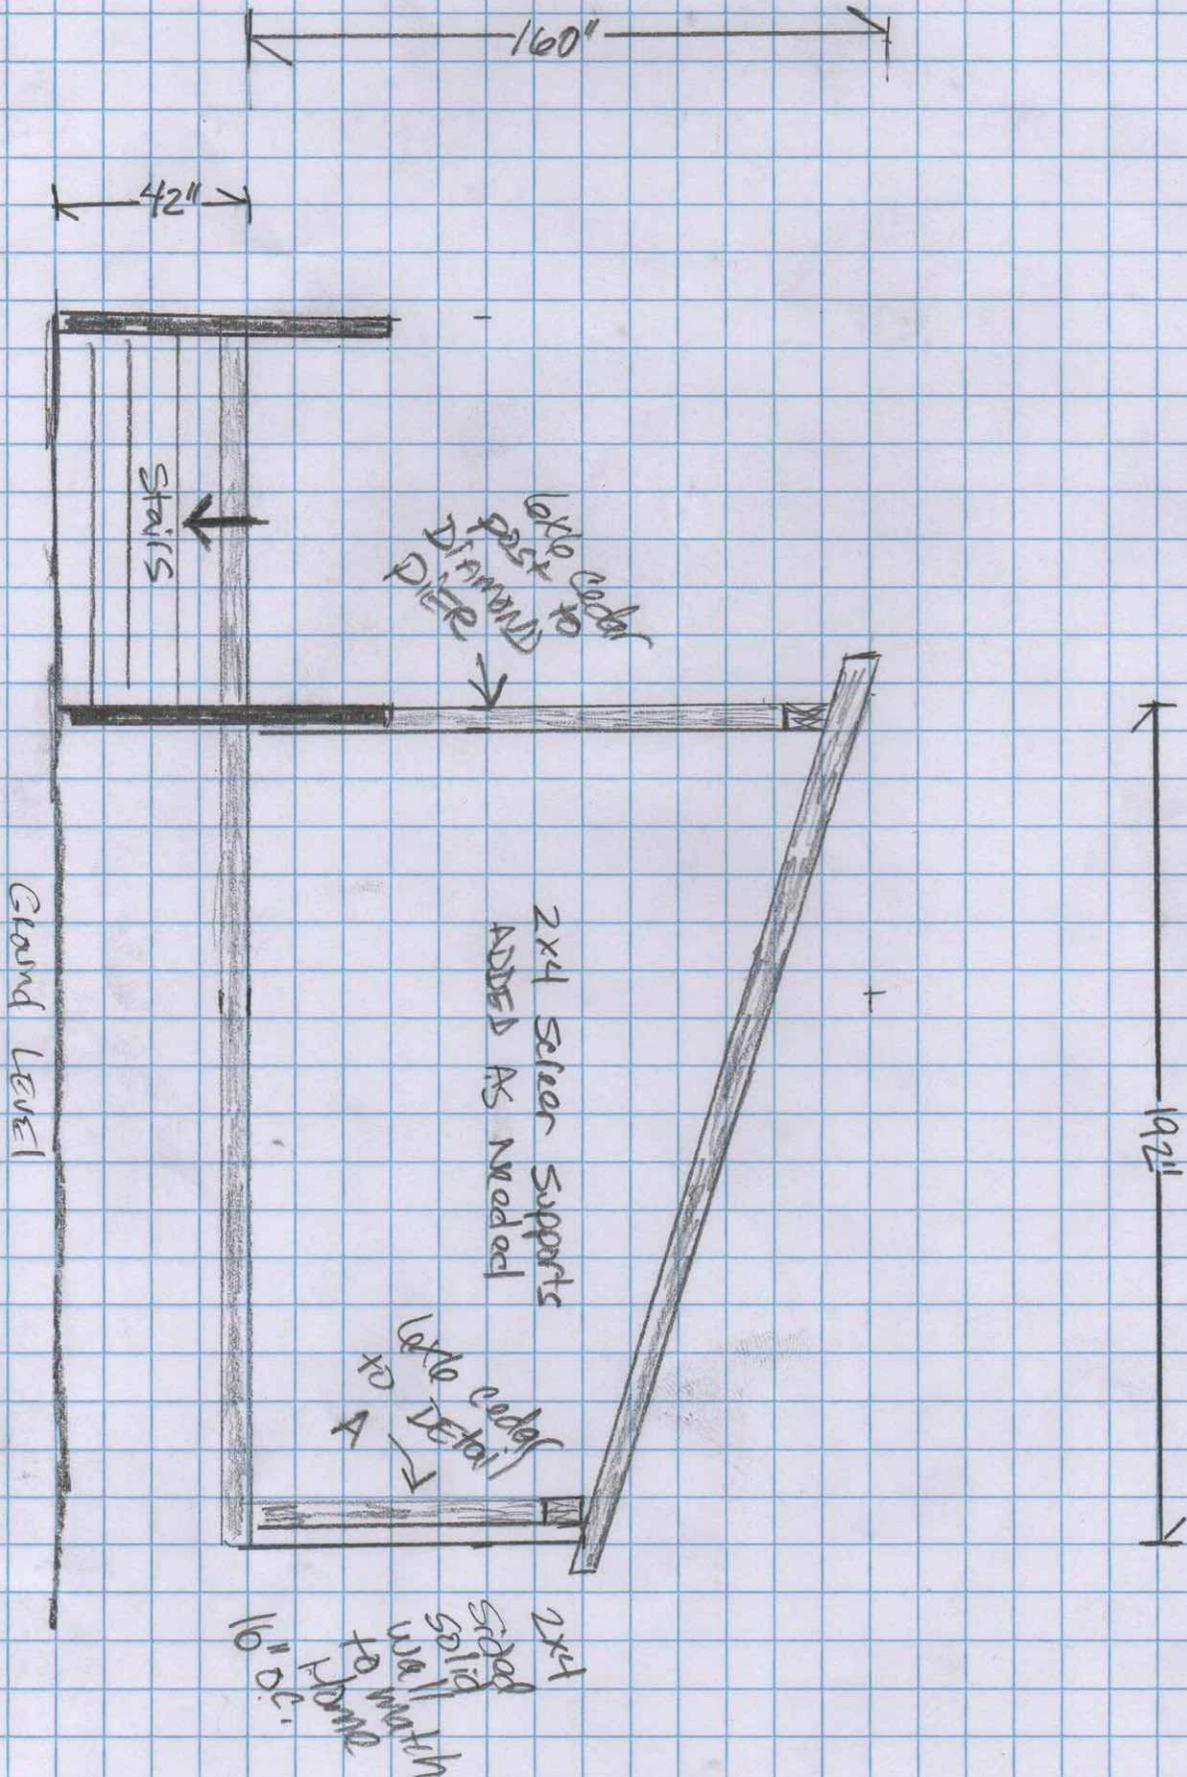 160"
42"
192"
6x6 cedar
post to
DIAMOND
PIER
Stairs
2x4 Screen Supports
ADDED AS Needed
6x6 cedar
to DETail
A
2x4
Sided
Solid
wall
to match
Home
16" O.C.
Ground LEVEl